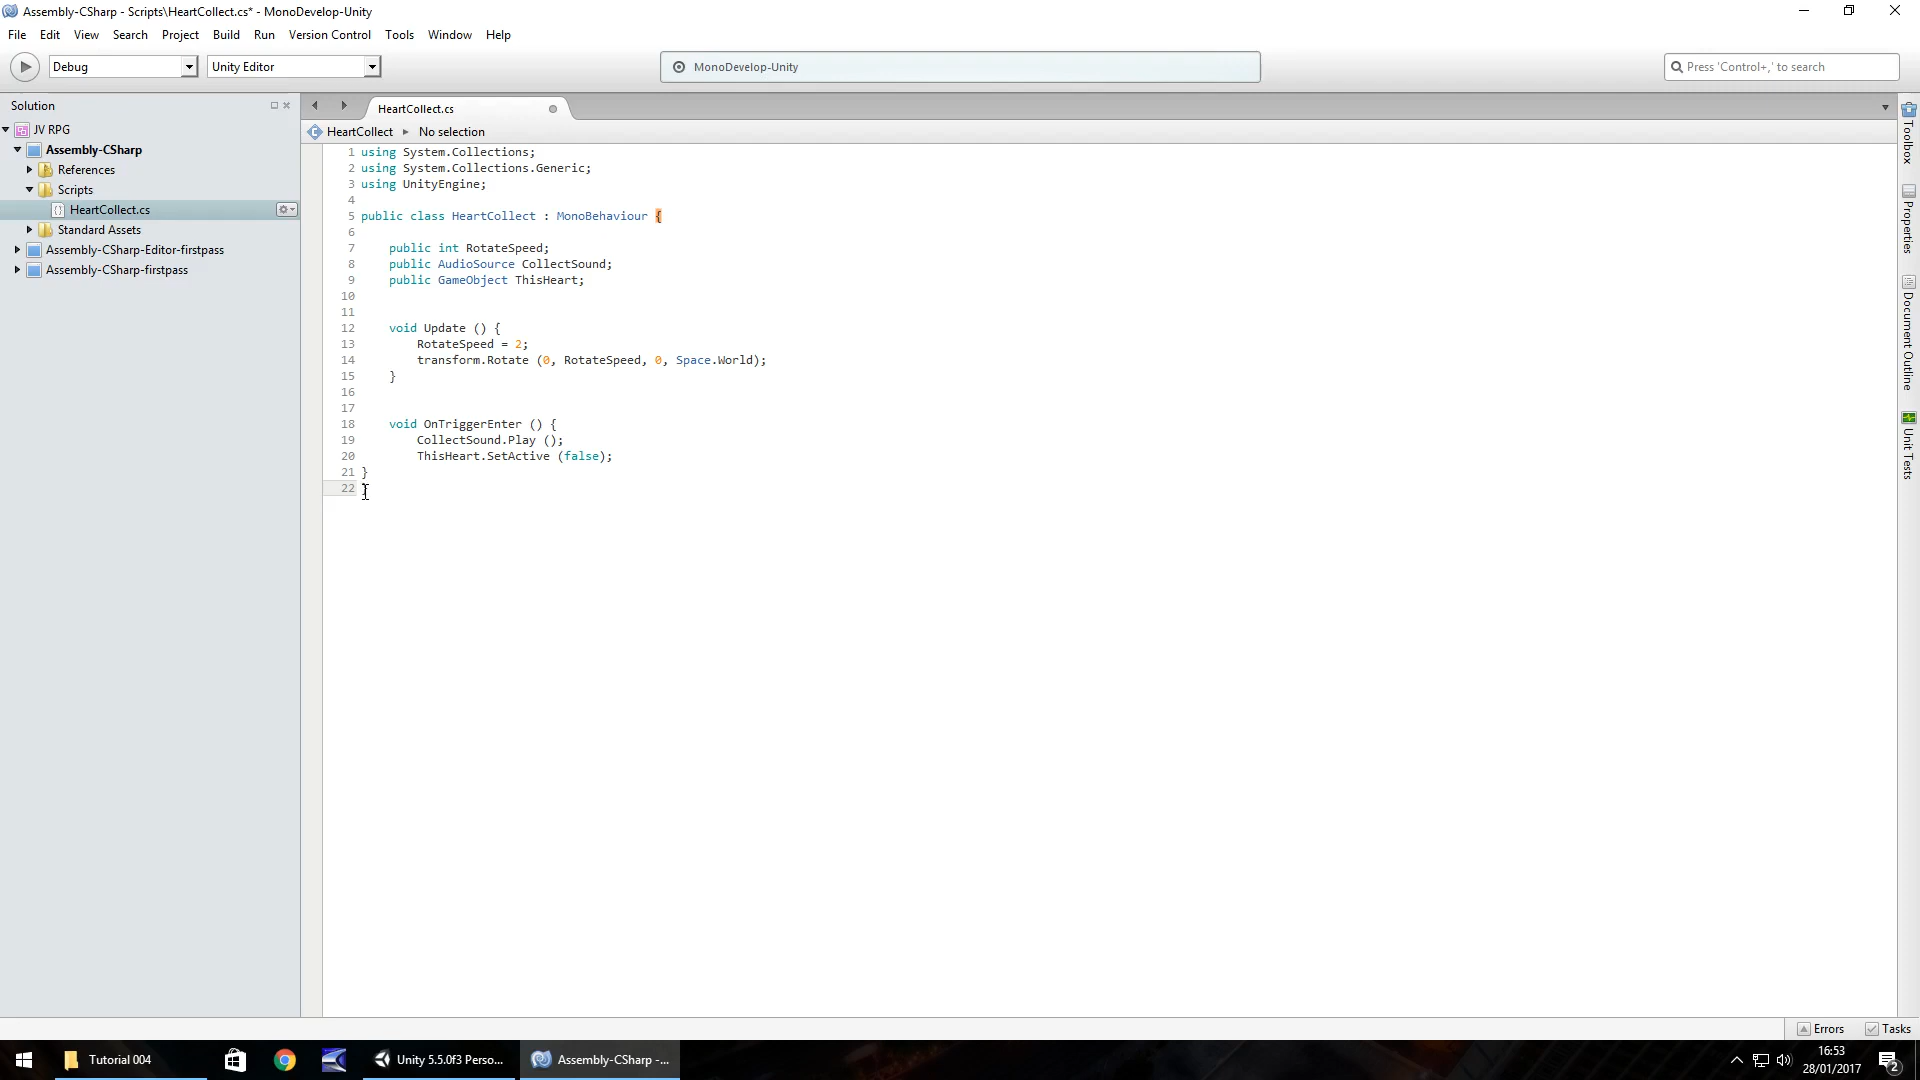 Assembly-CSharp - Scripts\HeartCollect.cs* - MonoDevelop-Unity
File Edit View Search Project Build Run Version Control Tools Window Help
Debug Unity Editor MonoDevelop-Unity Press 'Control+,' to search
Solution
JV RPG
Assembly-CSharp
References
Scripts
HeartCollect.cs
Standard Assets
Assembly-CSharp-Editor-firstpass
Assembly-CSharp-firstpass
HeartCollect.cs
HeartCollect No selection
1 using System.Collections;
2 using System.Collections.Generic;
3 using UnityEngine;
4
5 public class HeartCollect : MonoBehaviour {
6
7 public int RotateSpeed;
8 public AudioSource CollectSound;
9 public GameObject ThisHeart;
10
11
12 void Update () {
13 RotateSpeed = 2;
14 transform.Rotate (0, RotateSpeed, 0, Space.World);
15 }
16
17
18 void OnTriggerEnter () {
19 CollectSound.Play ();
20 ThisHeart.SetActive (false);
21 }
22 }
Toolbox
Properties
Document Outline
Unit Tests
Errors Tasks
Tutorial 004
Unity 5.5.0f3 Perso...
Assembly-CSharp -...
16:53
28/01/2017
2